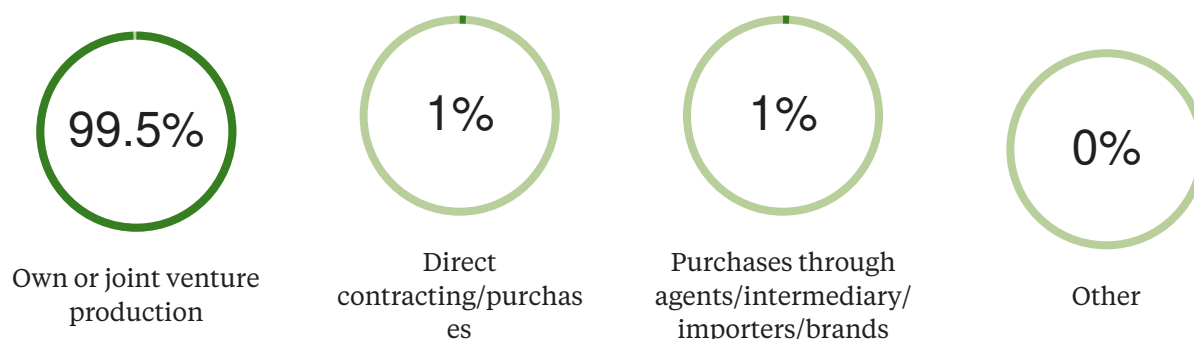 99.5%
Own or joint venture
production
1%
Direct
contracting/purchas
es
1%
Purchases through
agents/intermediary/
importers/brands
0%
Other